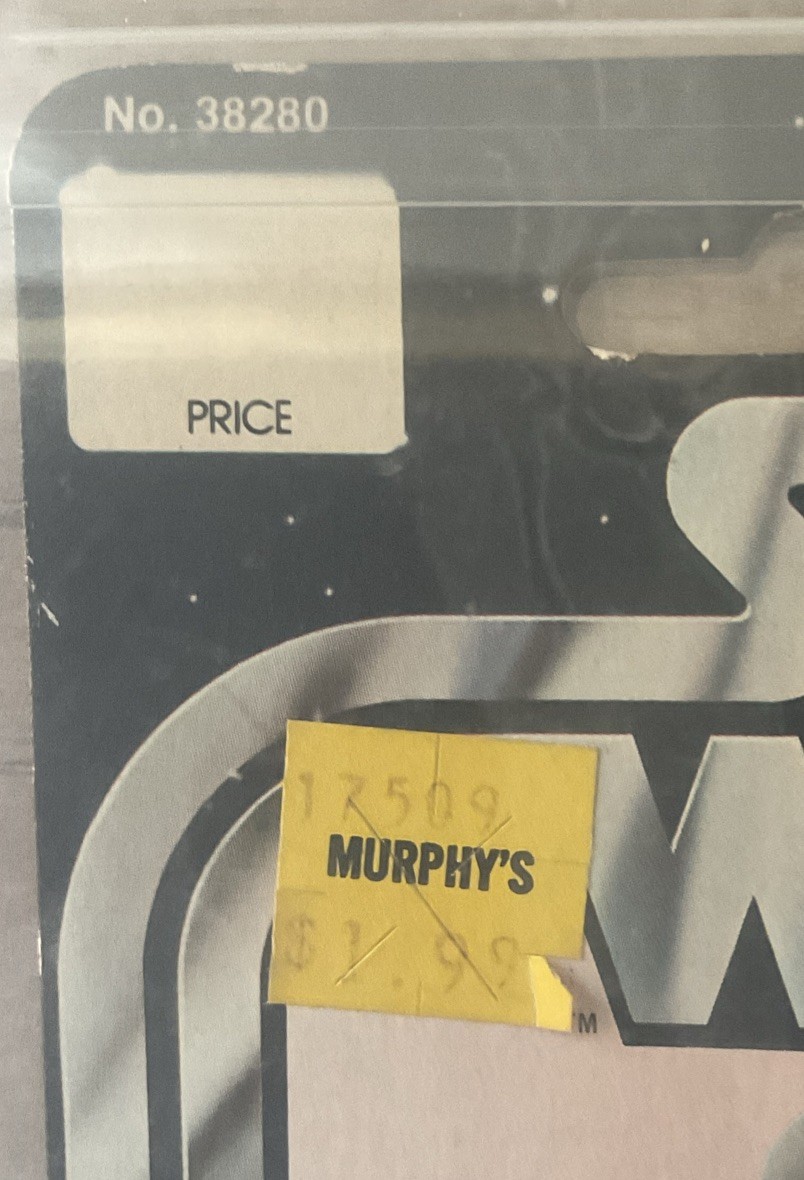 No. 38280
PRICE
S
W
17509
MURPHY'S
$1.99
TM